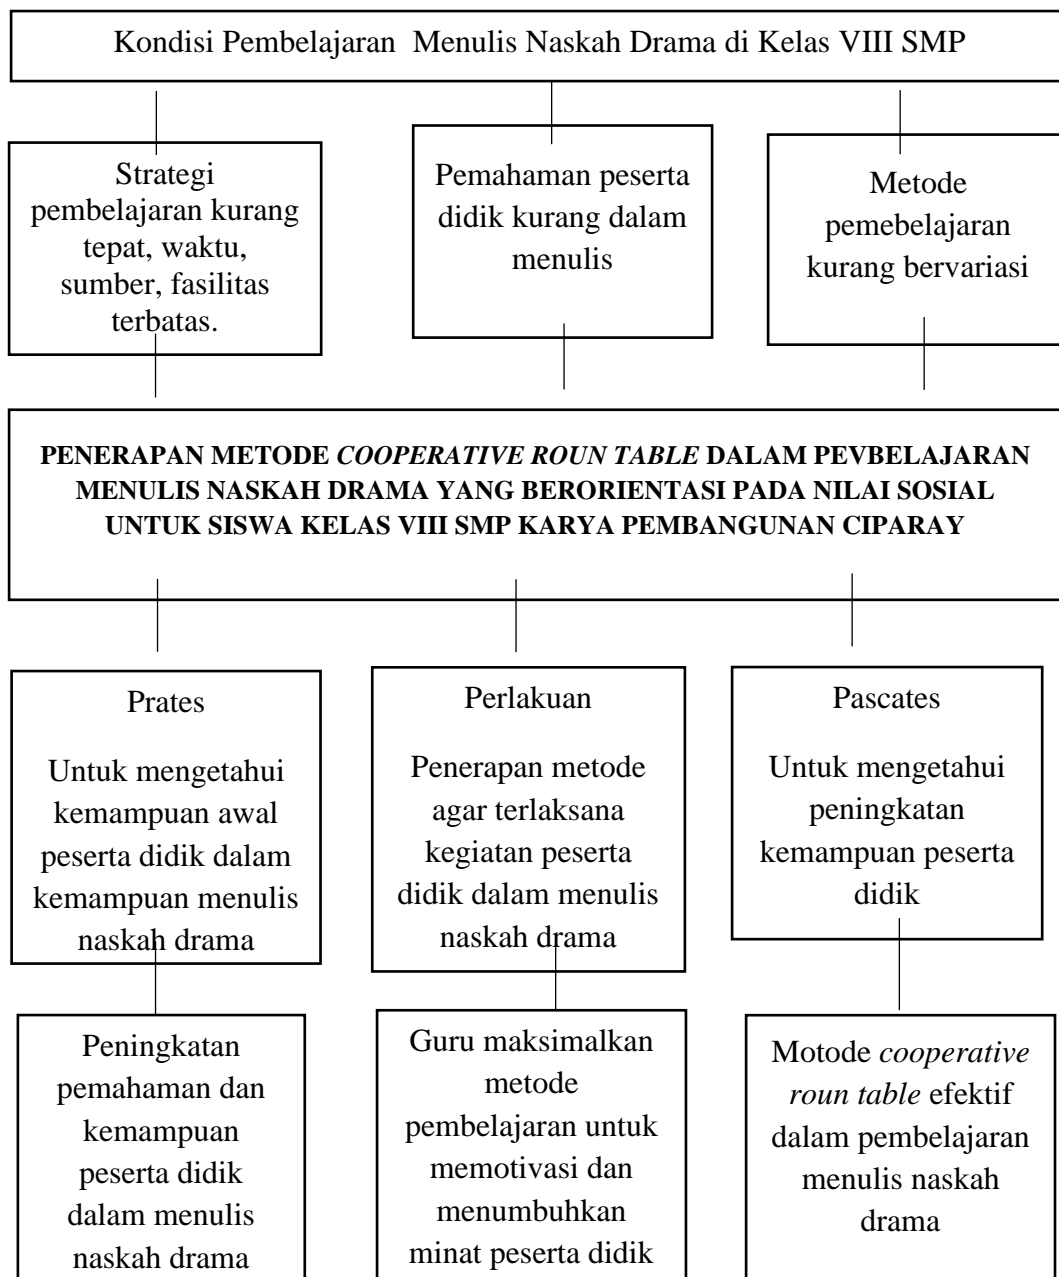 Kondisi Pembelajaran Menulis Naskah Drama di Kelas VIII SMP
Strategi
pembelajaran kurang
tepat, waktu,
sumber, fasilitas
terbatas.
Pemahaman peserta
didik kurang dalam
menulis
Metode
pemebelajaran
kurang bervariasi
PENERAPAN METODE COOPERATIVE ROUN TABLE DALAM PEVBELAJARAN
MENULIS NASKAH DRAMA YANG BERORIENTASI PADA NILAI SOSIAL
UNTUK SISWA KELAS VIII SMP KARYA PEMBANGUNAN CIPARAY
Prates
Untuk mengetahui
kemampuan awal
peserta didik dalam
kemampuan menulis
naskah drama
Perlakuan
Penerapan metode
agar terlaksana
kegiatan peserta
didik dalam menulis
naskah drama
Pascates
Untuk mengetahui
peningkatan
kemampuan peserta
didik
Peningkatan
pemahaman dan
kemampuan
peserta didik
dalam menulis
naskah drama
Guru maksimalkan
metode
pembelajaran untuk
memotivasi dan
menumbuhkan
minat peserta didik
Motode cooperative
roun table efektif
dalam pembelajaran
menulis naskah
drama